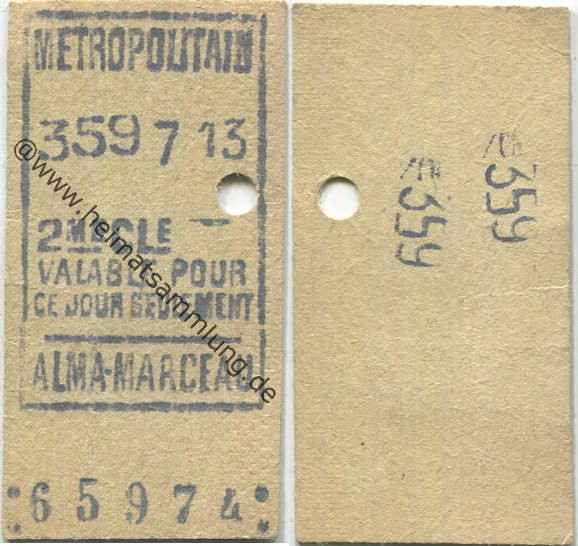 METROPOLITAIN
359 7 13
2ME CLE
VALABLE POUR
CE JOUR SEULEMENT
ALMA-MARCEAU
:65974:
359
359
@www.heimatsammlung.de